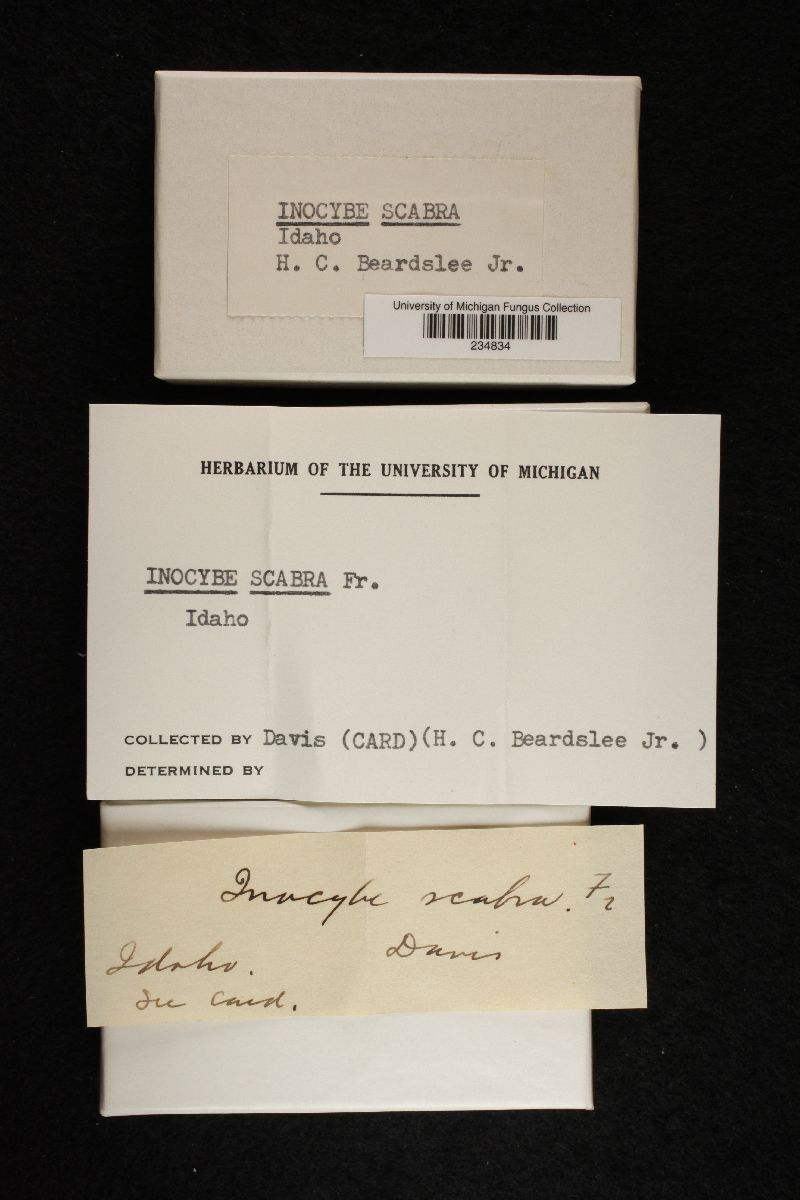 INOCYBE SCABRA
Idaho
H. C. Beardslee Jr.
University of Michigan Fungus Collection
234834
HERBARIUM OF THE UNIVERSITY OF MICHIGAN
INOCYBE SCABRA Fr.
Idaho
COLLECTED BY Davis (CARD)(H. C. Beardslee Jr. )
DETERMINED BY
Inocybe scabra. Fr
Idaho. Davis
See Card.